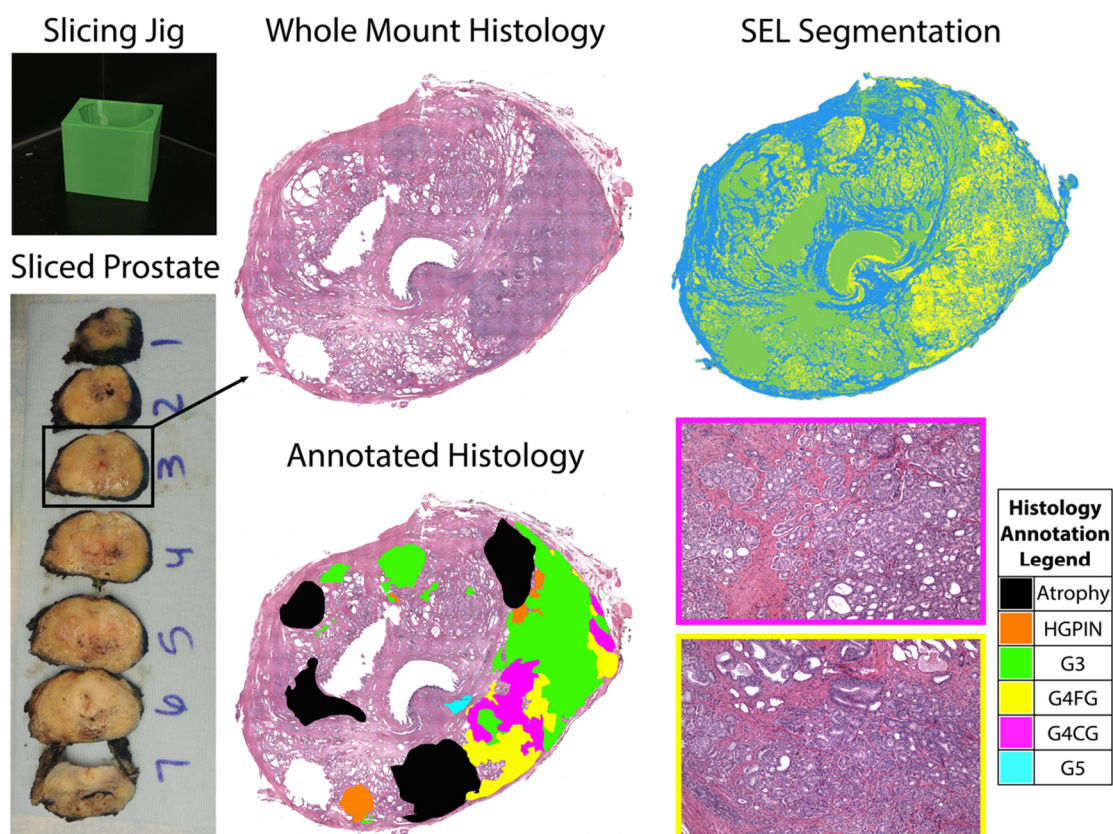 Slicing Jig
Whole Mount Histology
SEL Segmentation
Sliced Prostate
1
2
3
4
5
6
7
Annotated Histology
Histology
Annotation
Legend
Atrophy
HGPIN
G3
G4FG
G4CG
G5